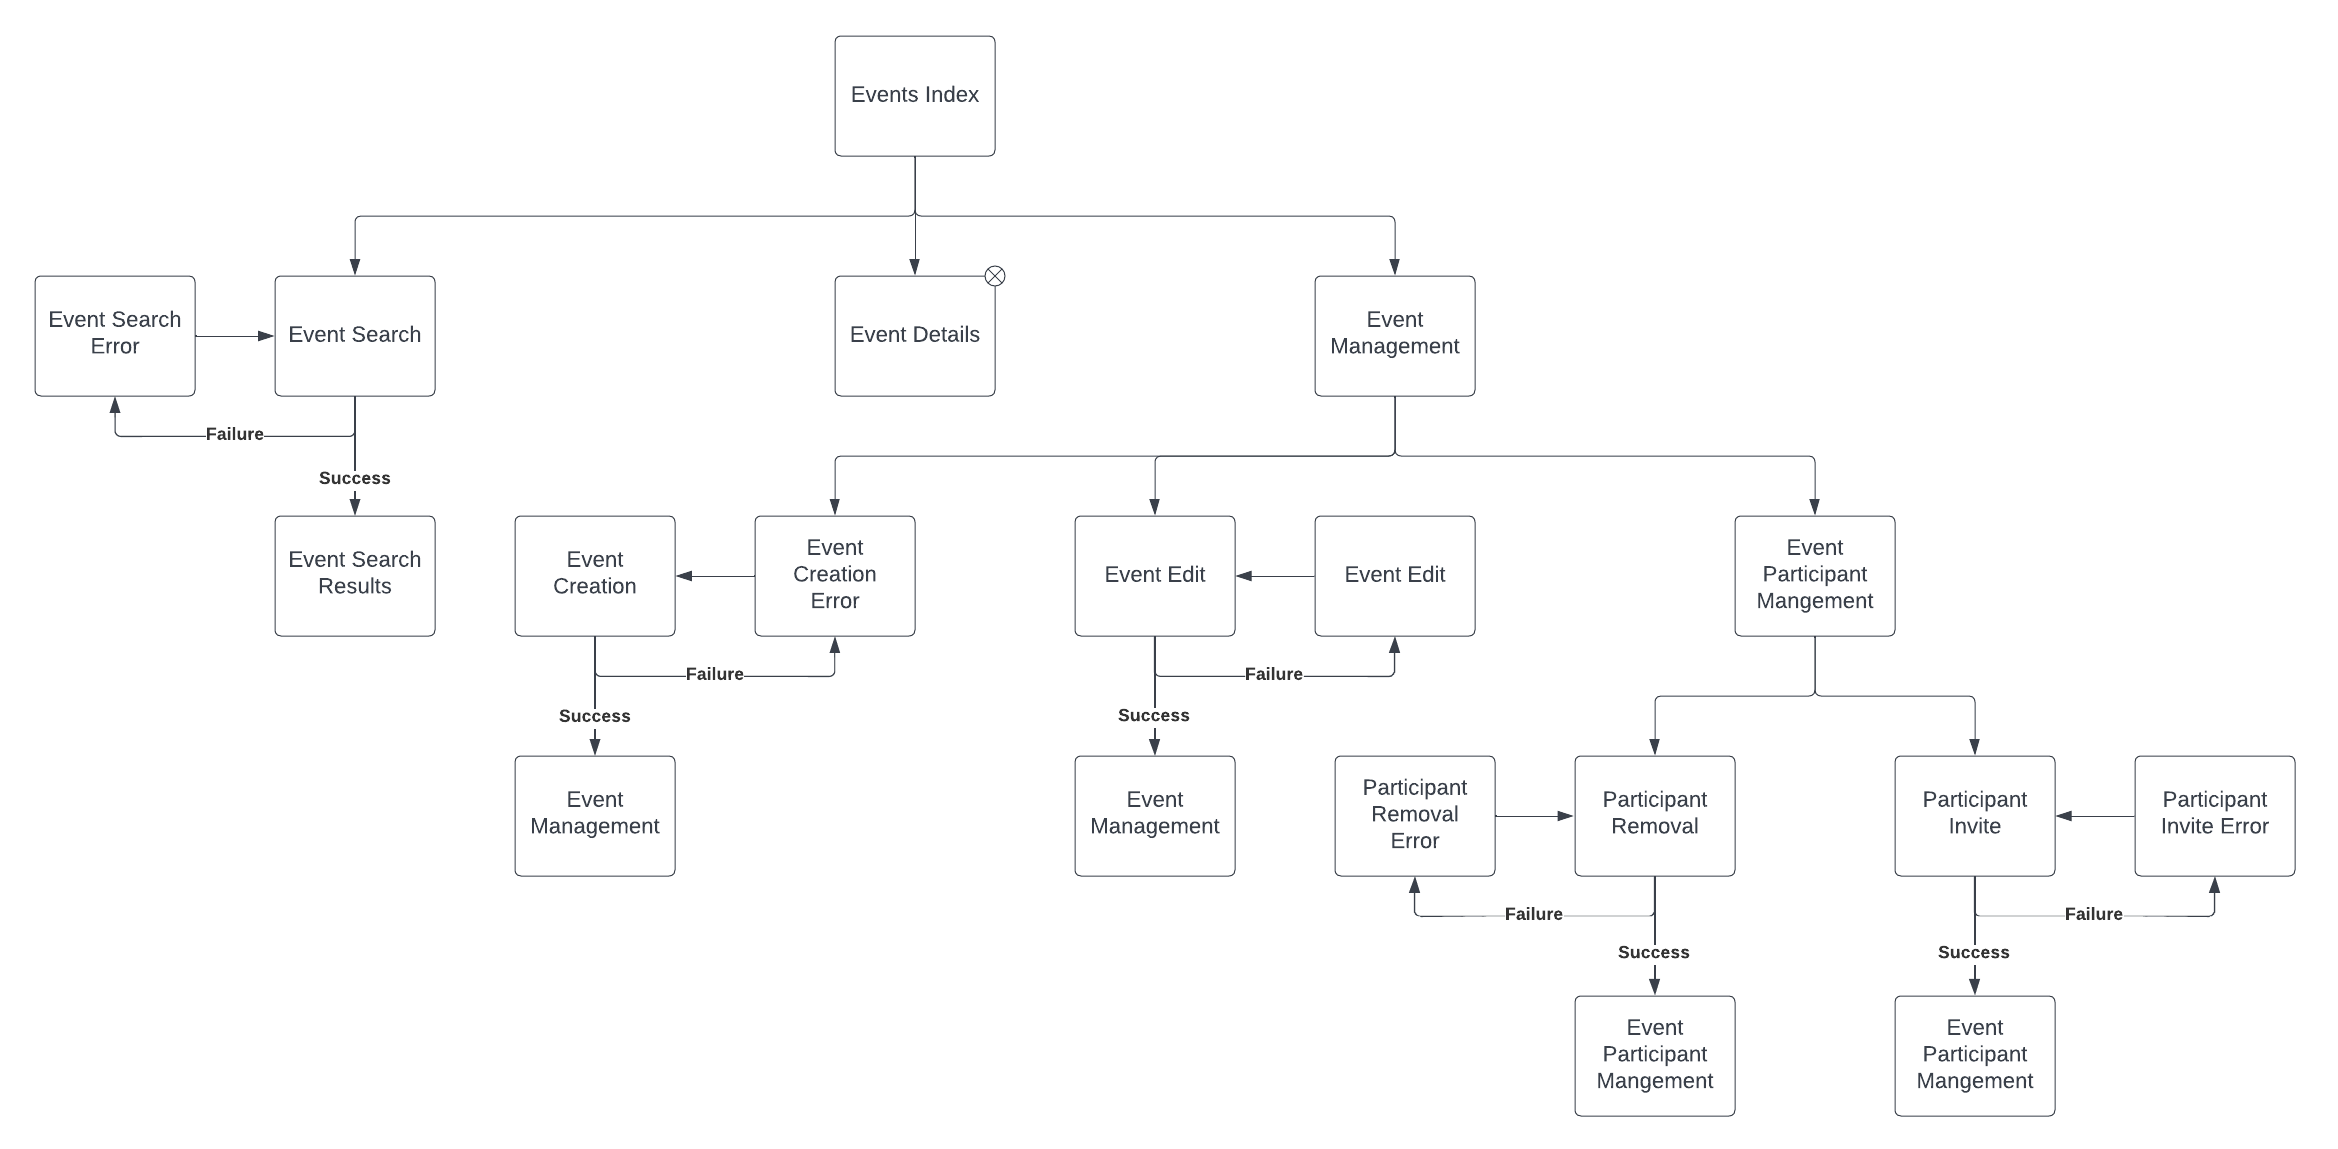 Events Index
Event Search
Error
Event Search
Event Details
Event
Management
Failure
Success
Event Search
Results
Event
Creation
Event
Creation
Error
Event Edit
Event Edit
Event
Participant
Mangement
Failure
Success
Failure
Success
Event
Management
Event
Management
Participant
Removal
Error
Participant
Removal
Participant
Invite
Participant
Invite Error
Failure
Success
Failure
Success
Event
Participant
Mangement
Event
Participant
Mangement